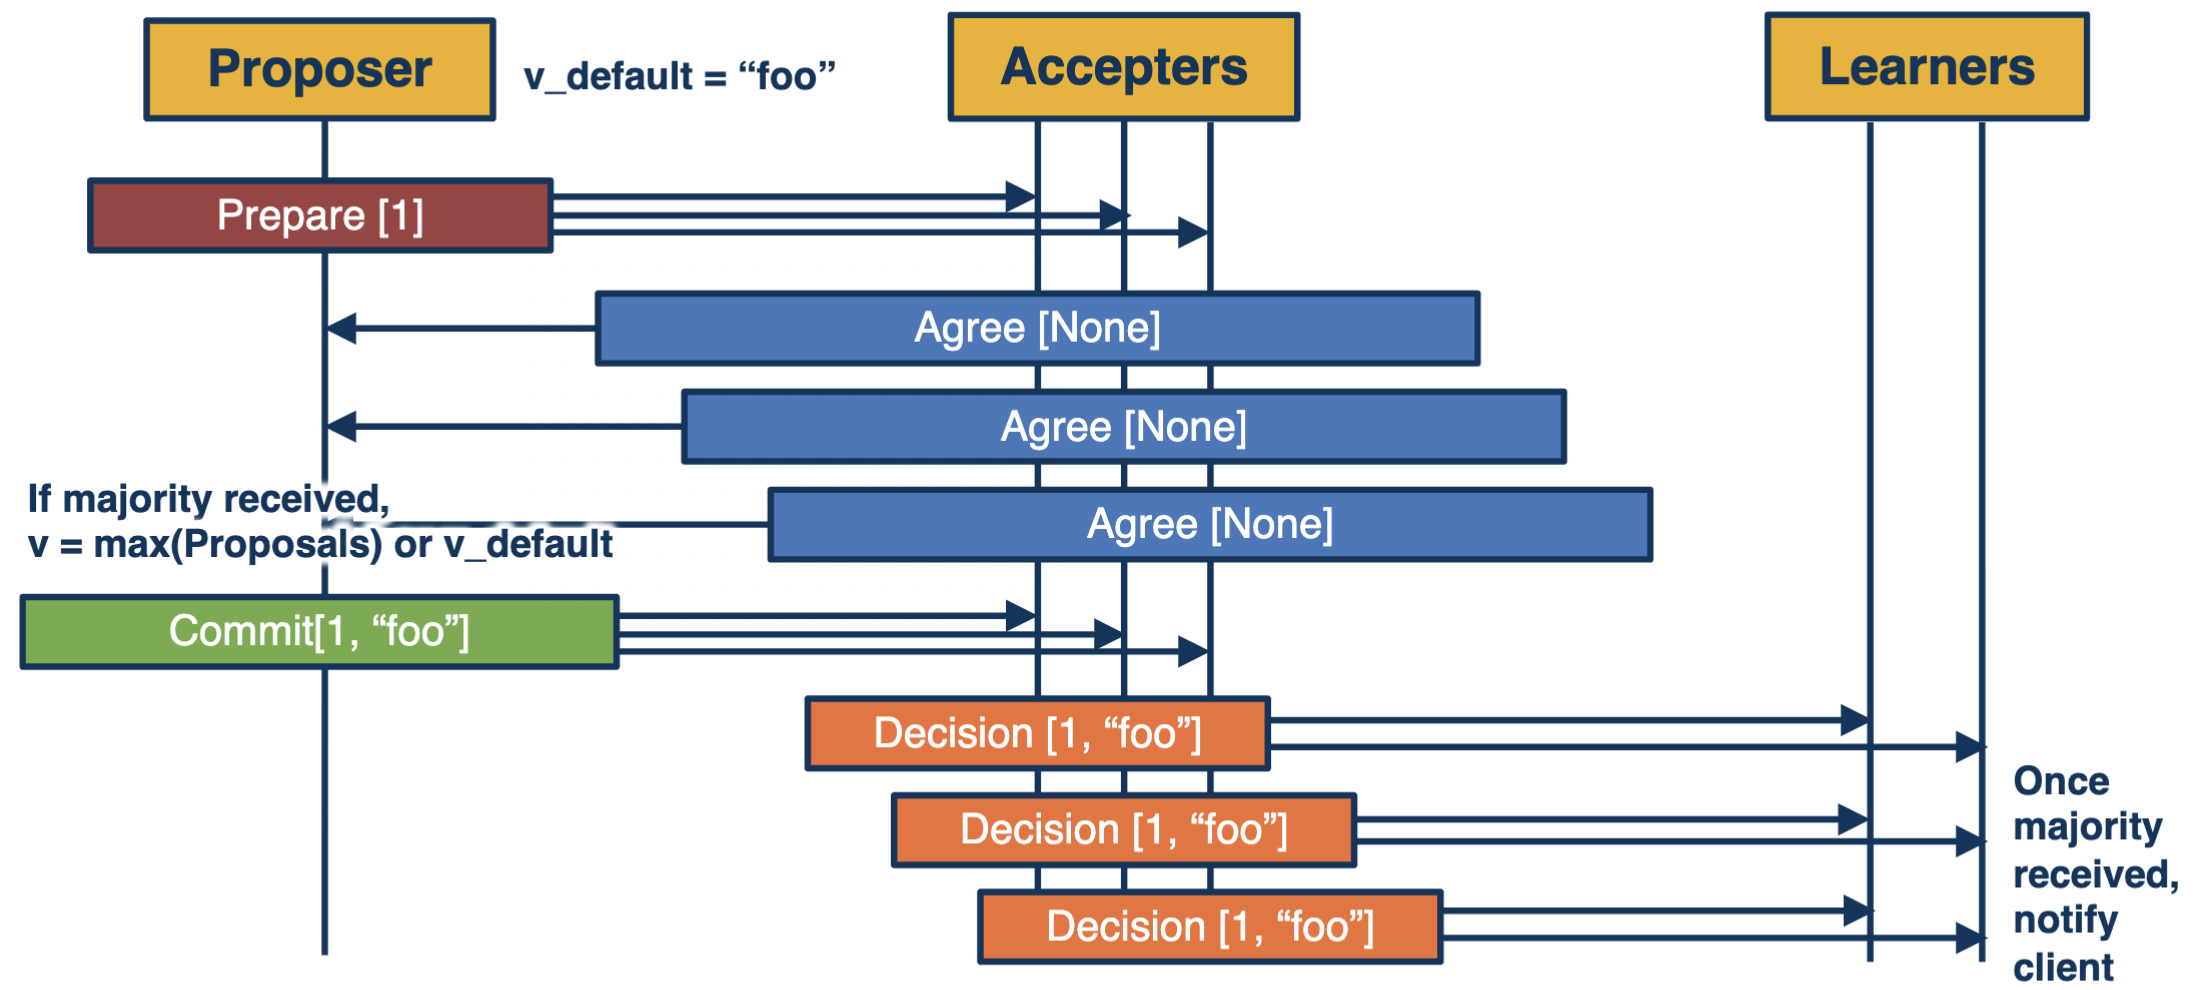 Proposer
v_default = “foo”
Accepters
Learners
Prepare [1]
Agree [None]
Agree [None]
If majority received,
v = max(Proposals) or v_default
Agree [None]
Commit[1, “foo”]
Decision [1, “foo”]
Decision [1, “foo”]
Decision [1, “foo”]
Once
majority
received,
notify
client